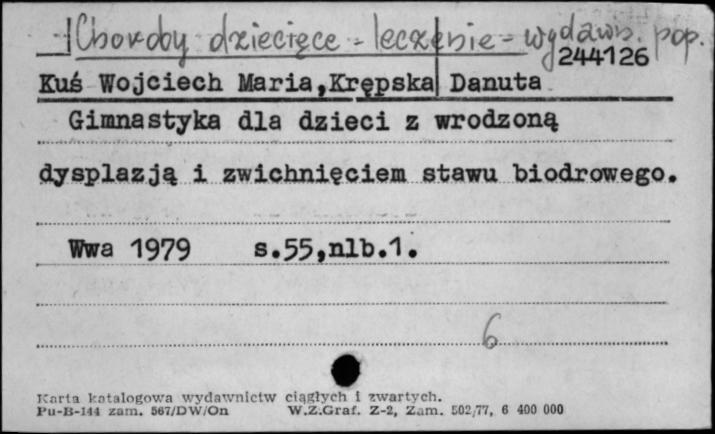 Choroby dziecięce - leczenie - wydawn. pop.
244126
Kuś Wojciech Maria,Krępska Danuta
Gimnastyka dla dzieci z wrodzoną
dysplazją i zwichnięciem stawu biodrowego.
Wwa 1979 s.55,nlb.1.
6
Karta katalogowa wydawnictw ciągłych i zwartych.
Pu-B-144 zam. 567/DW/On W.Z.Graf. Z-2, Zam. 502/77, 6 400 000